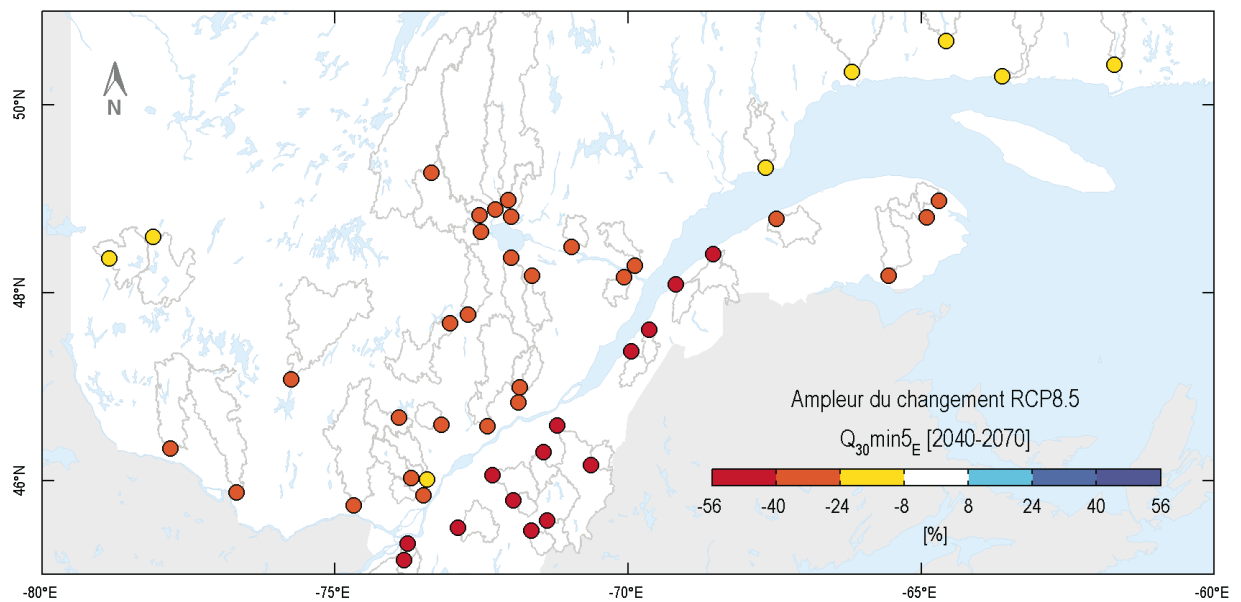 N
50°N
48°N
46°N
Ampleur du changement RCP8.5
Q30min5E [2040-2070]
-56 -40 -24 -8 8 24 40 56
[%]
-80°E -75°E -70°E -65°E -60°E